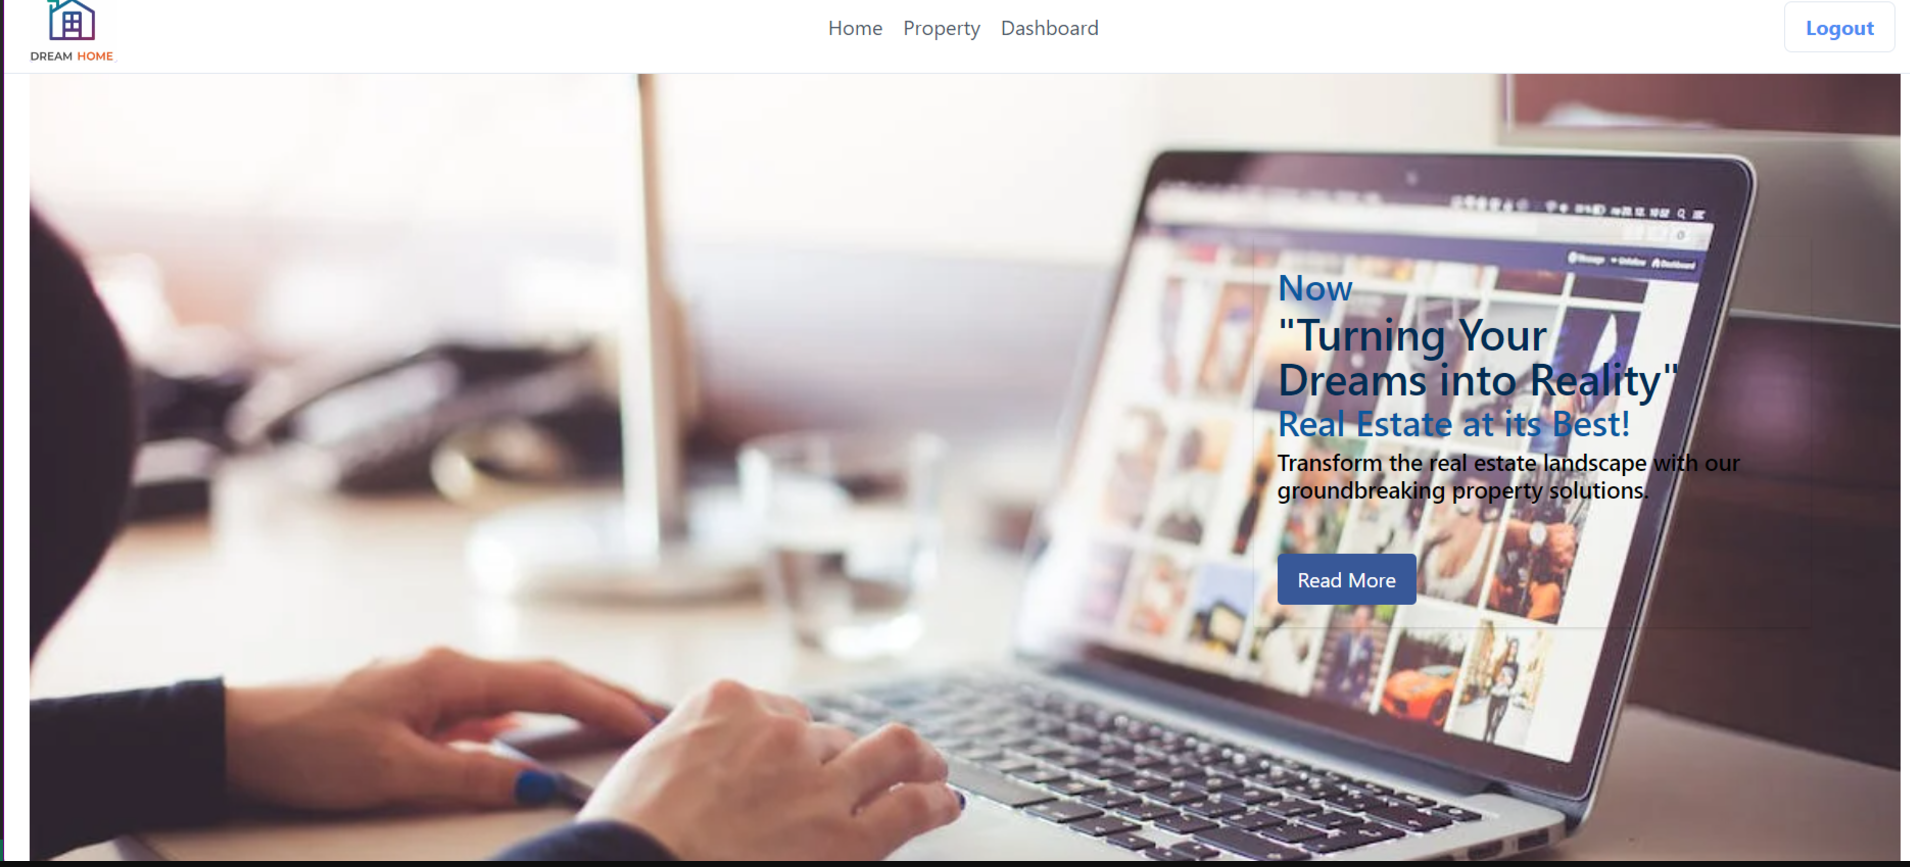 DREAM HOME
Home Property Dashboard
Logout
Now
"Turning Your
Dreams into Reality"
Real Estate at its Best!
Transform the real estate landscape with our
groundbreaking property solutions.
Read More